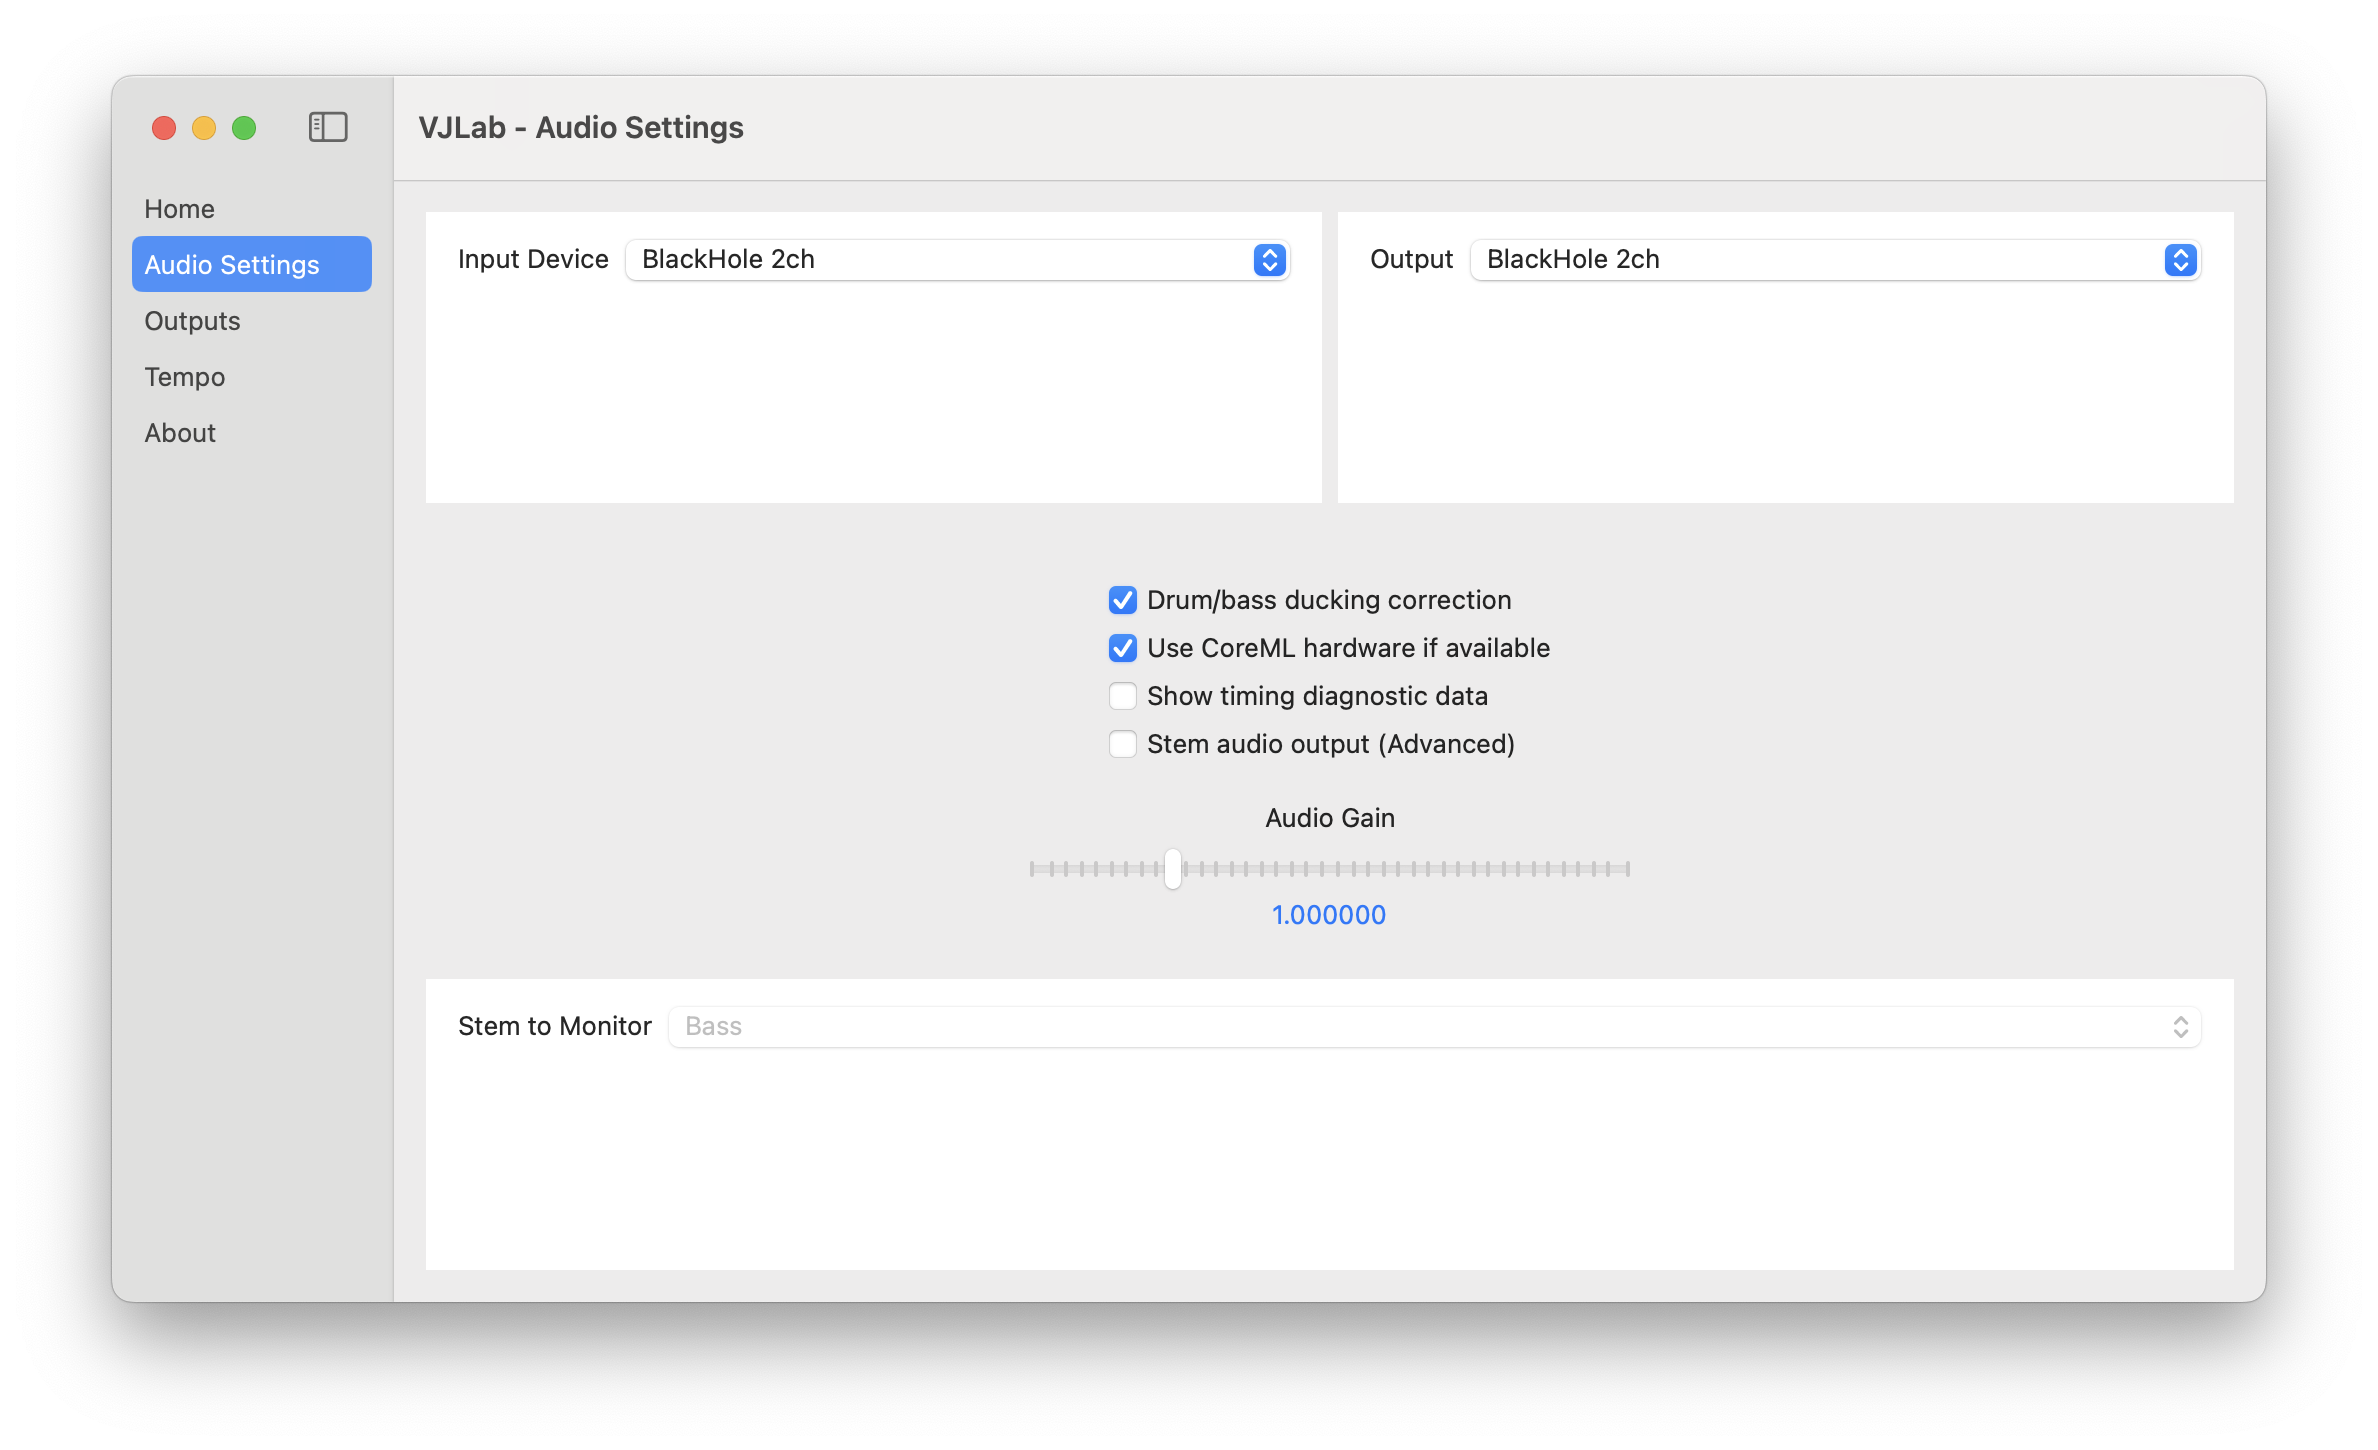 VJLab - Audio Settings
Home
Audio Settings
Outputs
Tempo
About
Input Device BlackHole 2ch
Output BlackHole 2ch
Drum/bass ducking correction
Use CoreML hardware if available
Show timing diagnostic data
Stem audio output (Advanced)
Audio Gain
1.000000
Stem to Monitor Bass